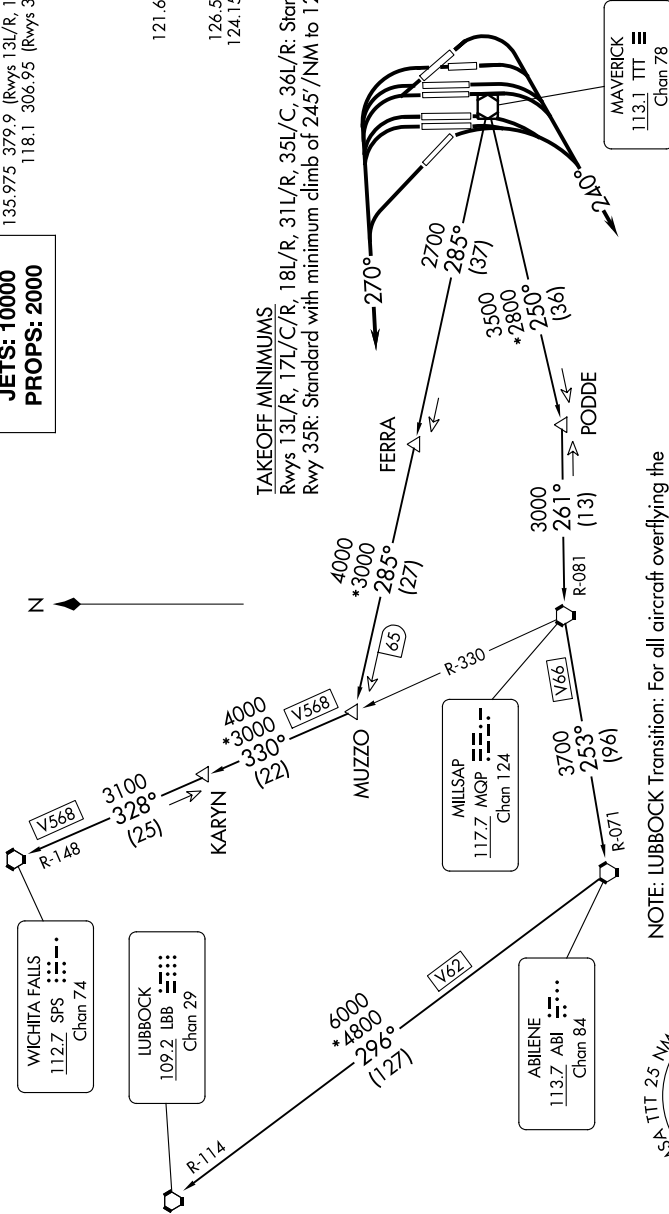 JETS: 10000
PROPS: 2000
135.975 379.9 (Rwys 13L/R, 1
118.1 306.95 (Rwys 3
121.6
126.5
124.15
TAKEOFF MINIMUMS
Rwys 13L/R, 17L/C/R, 18L/R, 31L/R, 35L/C, 36L/R: Stan
Rwy 35R: Standard with minimum climb of 245'/NM to 12
N
WICHITA FALLS
112.7 SPS
Chan 74
R-148
V568
3100
328°
(25)
KARYN
4000
*3000
330°
(22)
V568
MUZZO
65
4000
*3000
285°
(27)
FERRA
2700
285°
(37)
270°
240°
MAVERICK
113.1 TTT
Chan 78
3500
*2800
250°
(36)
PODDE
3000
261°
(13)
R-081
R-330
MILLSAP
117.7 MQP
Chan 124
V66
3700
253°
(96)
R-071
ABILENE
113.7 ABI
Chan 84
V62
6000
*4800
296°
(127)
R-114
LUBBOCK
109.2 LBB
Chan 29
NOTE: LUBBOCK Transition: For all aircraft overflying the
SA TTT 25 NM